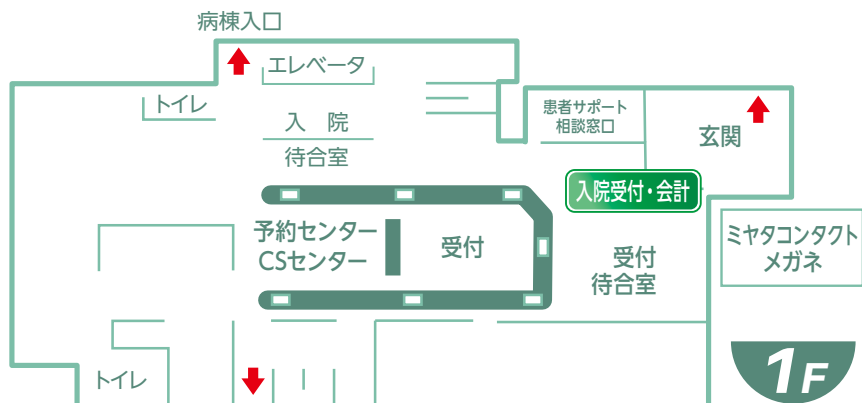 病棟入口
エレベータ
トイレ
入　院
待合室
患者サポート
相談窓口
玄関
入院受付・会計
予約センター
CSセンター
受付
受付
待合室
ミヤタコンタクト
メガネ
トイレ
1F